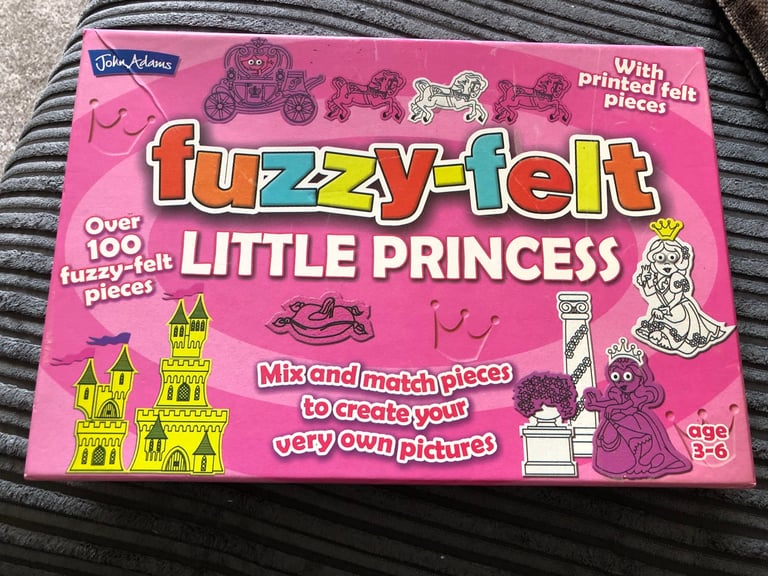 John Adams
With
printed felt
pieces
fuzzy-felt
LITTLE PRINCESS
Over
100
fuzzy-felt
pieces
Mix and match pieces
to create your
very own pictures
age
3-6